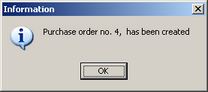 Information
Purchase order no. 4, has been created
OK